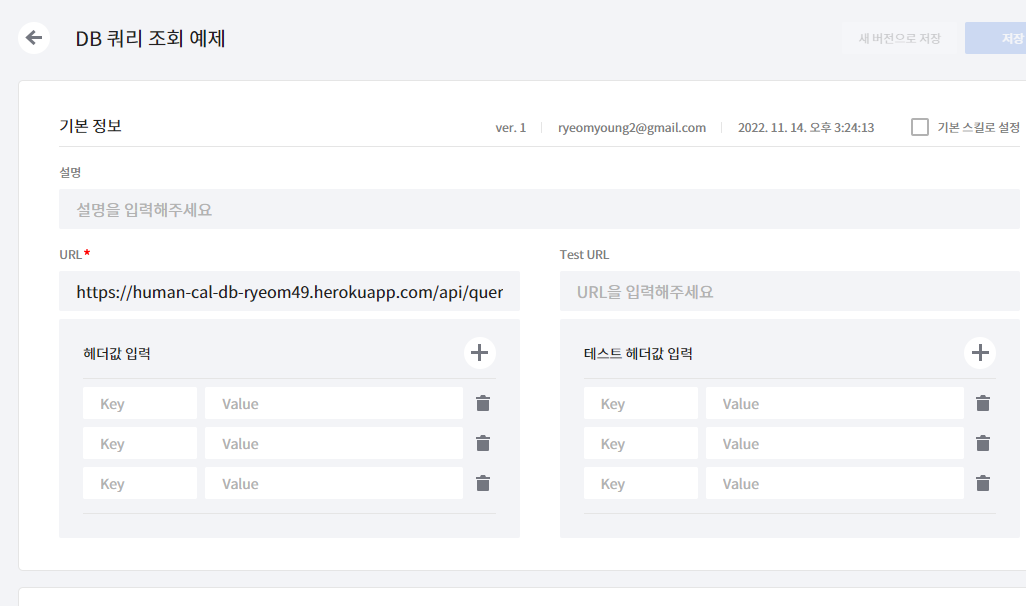 DB 쿼리 조회 예제
새 버전으로 저장
저장
기본 정보
ver. 1
ryeomyoung2@gmail.com
2022. 11. 14. 오후 3:24:13
기본 스킬로 설정
설명
설명을 입력해주세요
URL*
Test URL
https://human-cal-db-ryeom49.herokuapp.com/api/quer
URL을 입력해주세요
헤더값 입력
테스트 헤더값 입력
Key Value
Key Value
Key Value
Key Value
Key Value
Key Value